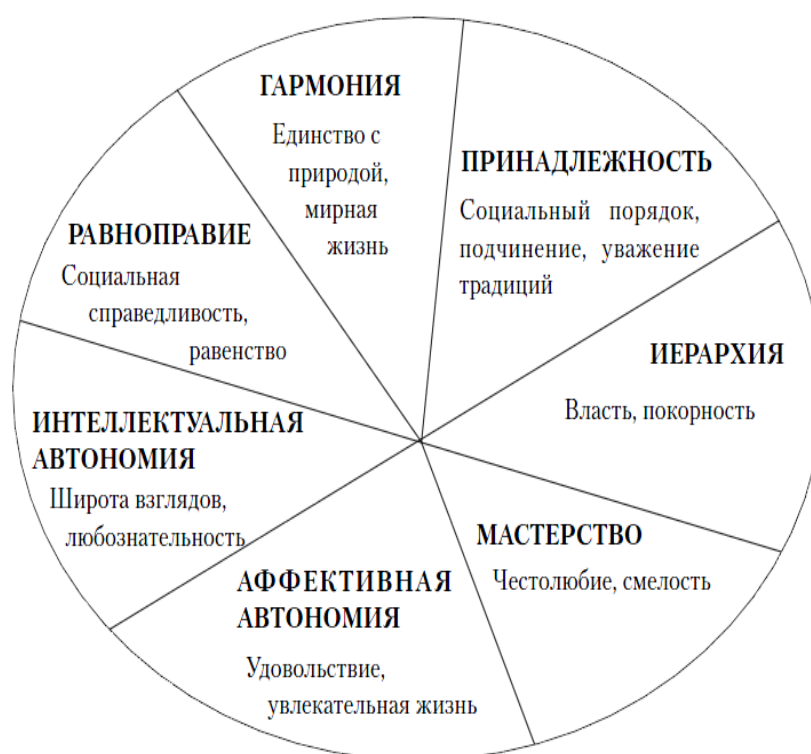 ГАРМОНИЯ
Единство с
природой,
мирная
жизнь
ПРИНАДЛЕЖНОСТЬ
Социальный порядок,
подчинение, уважение
традиций
РАВНОПРАВИЕ
Социальная
справедливость,
равенство
ИЕРАРХИЯ
Власть, покорность
ИНТЕЛЛЕКТУАЛЬНАЯ
АВТОНОМИЯ
Широта взглядов,
любознательность
МАСТЕРСТВО
Честолюбие, смелость
АФФЕКТИВНАЯ
АВТОНОМИЯ
Удовольствие,
увлекательная жизнь